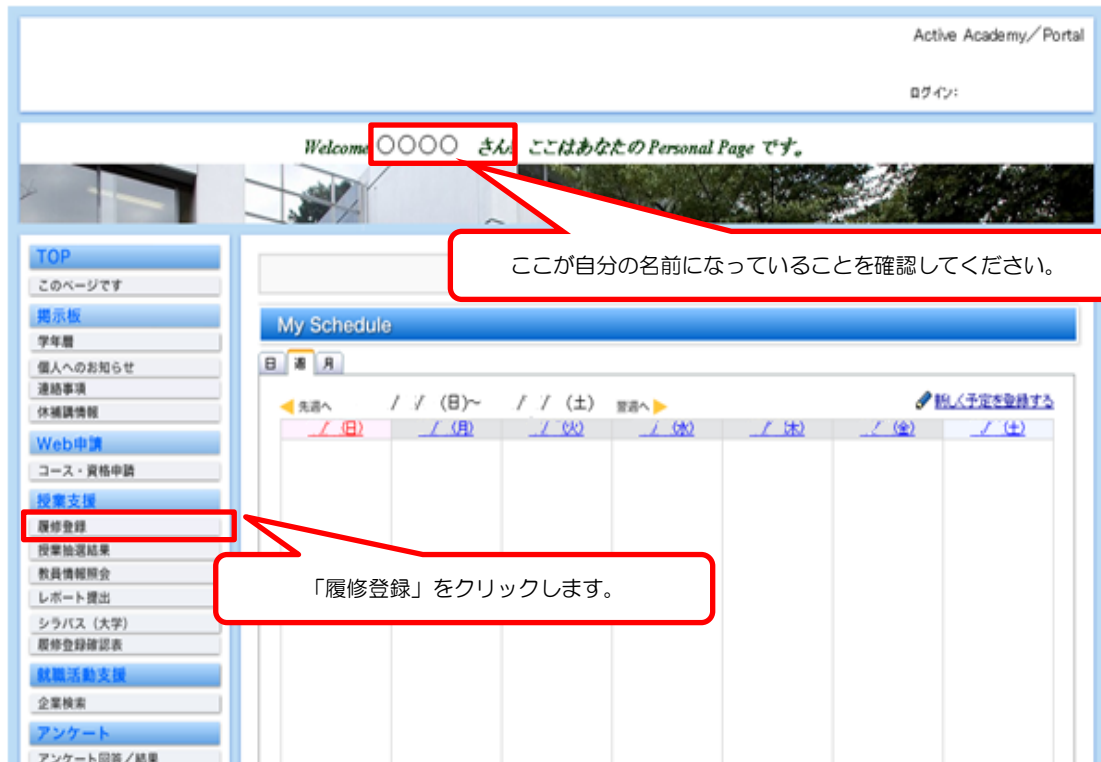 Active Academy／Portal
ログイン:
Welcome ○○○○ さん ここはあなたの Personal Page です。
ここが自分の名前になっていることを確認してください。
TOP
このページです
掲示板
学年暦
個人へのお知らせ
連絡事項
休補講情報
Web申請
コース・資格申請
授業支援
履修登録
授業抽選結果
教員情報照会
レポート提出
シラバス（大学）
履修登録確認表
就職活動支援
企業検索
アンケート
アンケート回答／結果
My Schedule
日 週 月
先週へ / / (日)～ / / (土) 翌週へ
新しく予定を登録する
/ (日) / (月) / (火) / (水) / (木) / (金) / (土)
「履修登録」をクリックします。